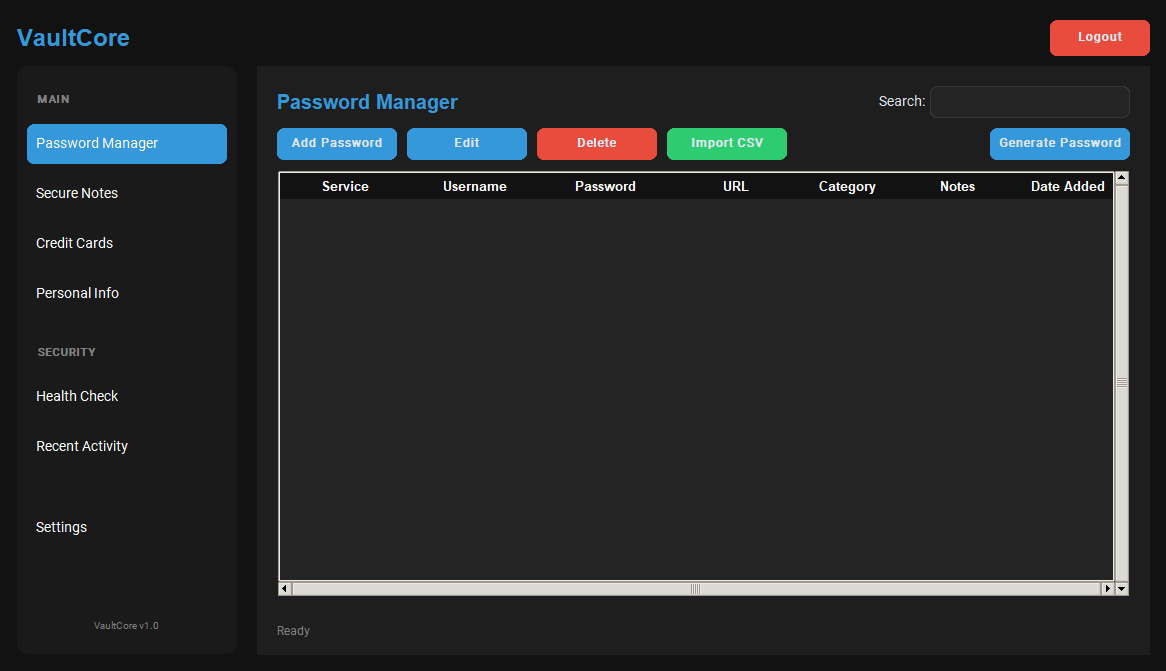 VaultCore
Logout
MAIN
Password Manager
Secure Notes
Credit Cards
Personal Info
SECURITY
Health Check
Recent Activity
Settings
VaultCore v1.0
Password Manager
Search:
Add Password Edit Delete Import CSV Generate Password
Service Username Password URL Category Notes Date Added
Ready